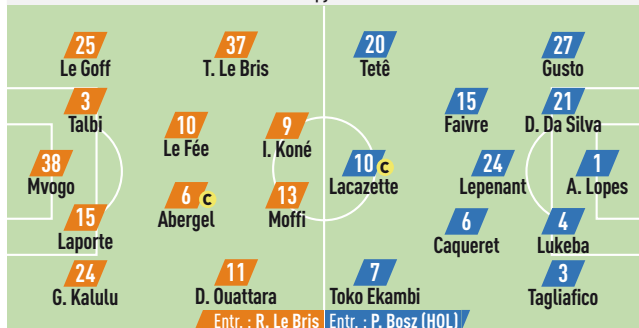 25
Le Goff
37
T. Le Bris
20
Tetê
27
Gusto
3
Talbi
10
Le Fée
9
I. Koné
15
Faivre
21
D. Da Silva
38
Mvogo
10 C
Lacazette
24
Lepenant
1
A. Lopes
6 C
Abergel
13
Moffi
15
Laporte
6
Caqueret
4
Lukeba
24
G. Kalulu
11
D. Ouattara
7
Toko Ekambi
3
Tagliafico
Entr. : R. Le Bris
Entr. : P. Bosz (HOL)